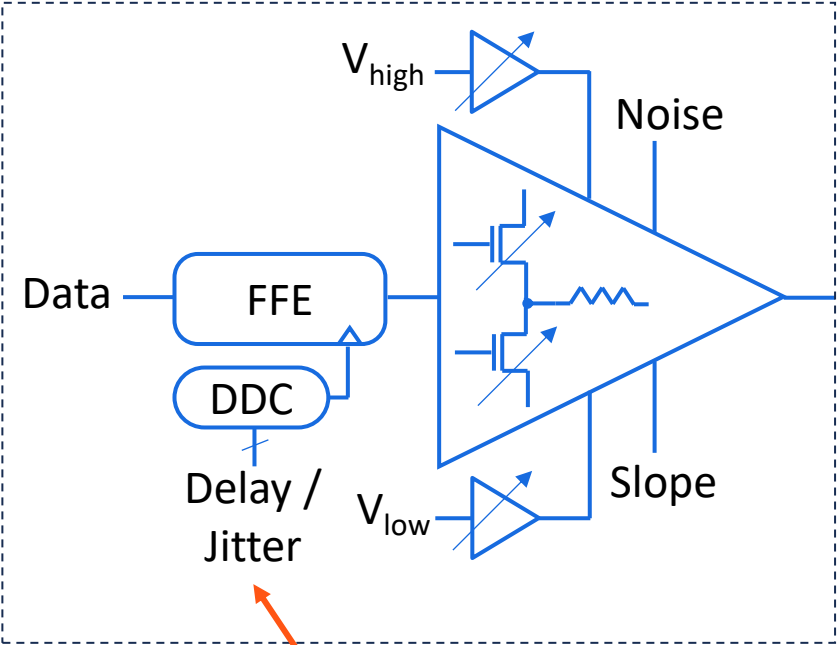 V_high
Noise
Data
FFE
DDC
Delay /
Jitter
V_low
Slope